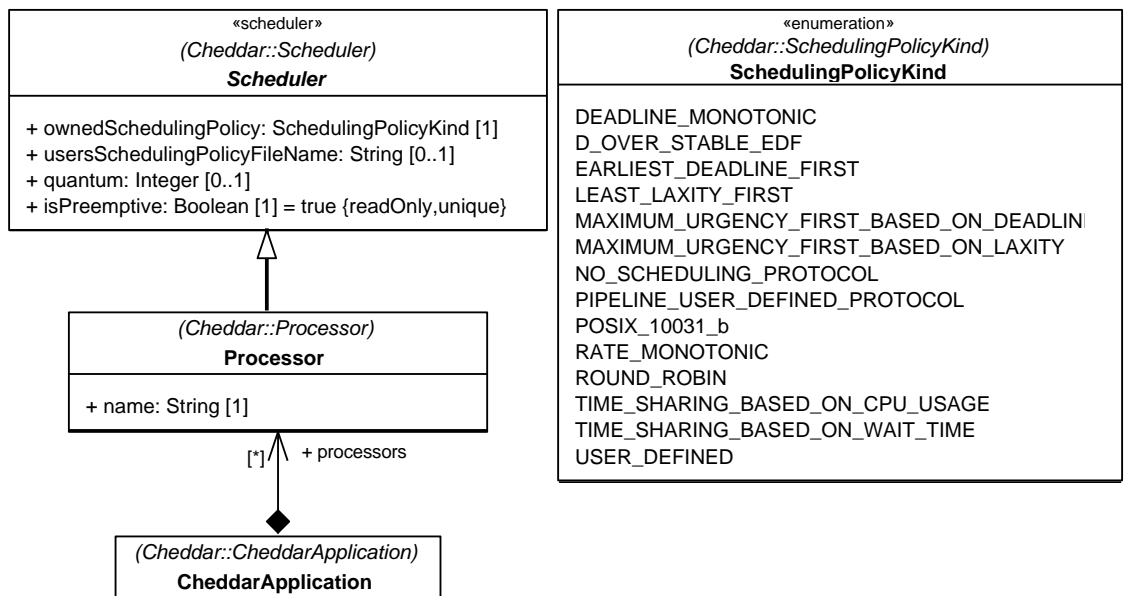 «scheduler»
(Cheddar::Scheduler)
Scheduler
+ ownedSchedulingPolicy: SchedulingPolicyKind [1]
+ usersSchedulingPolicyFileName: String [0..1]
+ quantum: Integer [0..1]
+ isPreemptive: Boolean [1] = true {readOnly,unique}
(Cheddar::Processor)
Processor
+ name: String [1]
[*]
+ processors
(Cheddar::CheddarApplication)
CheddarApplication
«enumeration»
(Cheddar::SchedulingPolicyKind)
SchedulingPolicyKind
DEADLINE_MONOTONIC
D_OVER_STABLE_EDF
EARLIEST_DEADLINE_FIRST
LEAST_LAXITY_FIRST
MAXIMUM_URGENCY_FIRST_BASED_ON_DEADLIN
MAXIMUM_URGENCY_FIRST_BASED_ON_LAXITY
NO_SCHEDULING_PROTOCOL
PIPELINE_USER_DEFINED_PROTOCOL
POSIX_10031_b
RATE_MONOTONIC
ROUND_ROBIN
TIME_SHARING_BASED_ON_CPU_USAGE
TIME_SHARING_BASED_ON_WAIT_TIME
USER_DEFINED